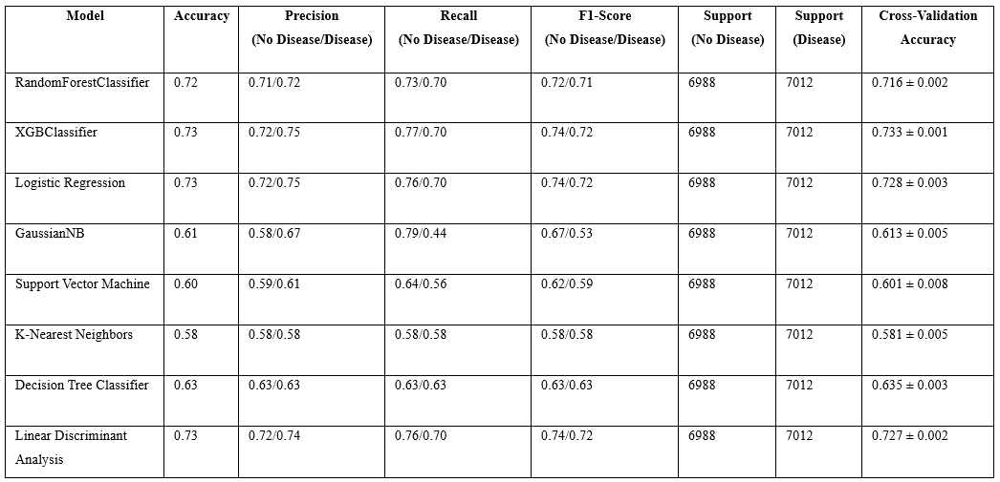 Model Accuracy Precision Recall F1-Score Support Support Cross-Validation
(No Disease/Disease) (No Disease/Disease) (No Disease/Disease) (No Disease) (Disease) Accuracy
RandomForestClassifier 0.72 0.71/0.72 0.73/0.70 0.72/0.71 6988 7012 0.716 ± 0.002
XGBClassifier 0.73 0.72/0.75 0.77/0.70 0.74/0.72 6988 7012 0.733 ± 0.001
Logistic Regression 0.73 0.72/0.75 0.76/0.70 0.74/0.72 6988 7012 0.728 ± 0.003
GaussianNB 0.61 0.58/0.67 0.79/0.44 0.67/0.53 6988 7012 0.613 ± 0.005
Support Vector Machine 0.60 0.59/0.61 0.64/0.56 0.62/0.59 6988 7012 0.601 ± 0.008
K-Nearest Neighbors 0.58 0.58/0.58 0.58/0.58 0.58/0.58 6988 7012 0.581 ± 0.005
Decision Tree Classifier 0.63 0.63/0.63 0.63/0.63 0.63/0.63 6988 7012 0.635 ± 0.003
Linear Discriminant 0.73 0.72/0.74 0.76/0.70 0.74/0.72 6988 7012 0.727 ± 0.002
Analysis